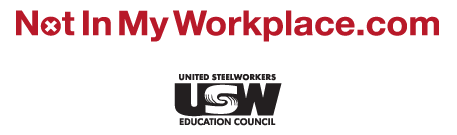 Not In My Workplace.com
UNITED STEELWORKERS
USW
EDUCATION COUNCIL